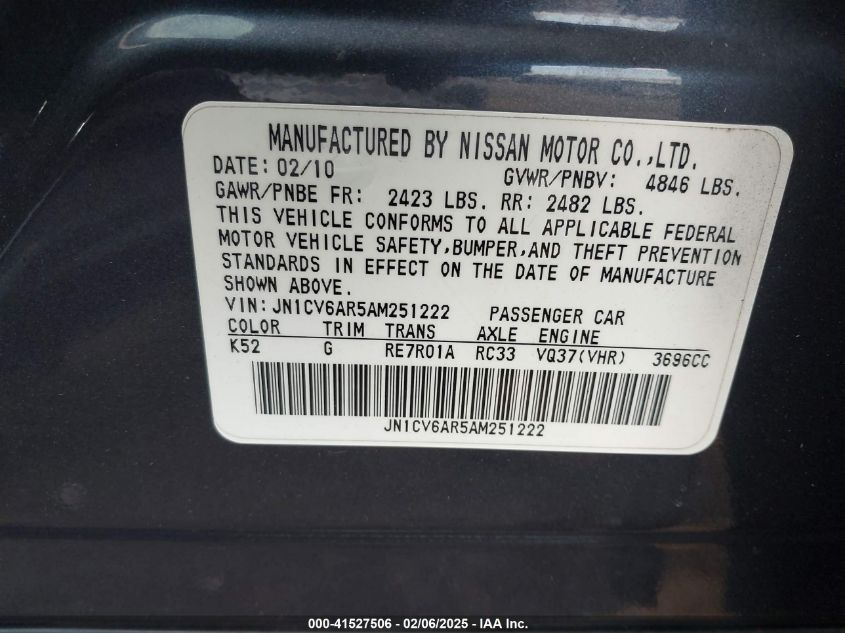 MANUFACTURED BY NISSAN MOTOR CO.,LTD.
DATE: 02/10 GVWR/PNBV: 4846 LBS.
GAWR/PNBE FR: 2423 LBS. RR: 2482 LBS.
THIS VEHICLE CONFORMS TO ALL APPLICABLE FEDERAL
MOTOR VEHICLE SAFETY,BUMPER,AND THEFT PREVENTION
STANDARDS IN EFFECT ON THE DATE OF MANUFACTURE
SHOWN ABOVE.
VIN: JN1CV6AR5AM251222 PASSENGER CAR
COLOR TRIM TRANS AXLE ENGINE
K52 G RE7R01A RC33 VQ37(VHR) 3696CC
JN1CV6AR5AM251222
000-41527506 — 02/06/2025 — IAA Inc.